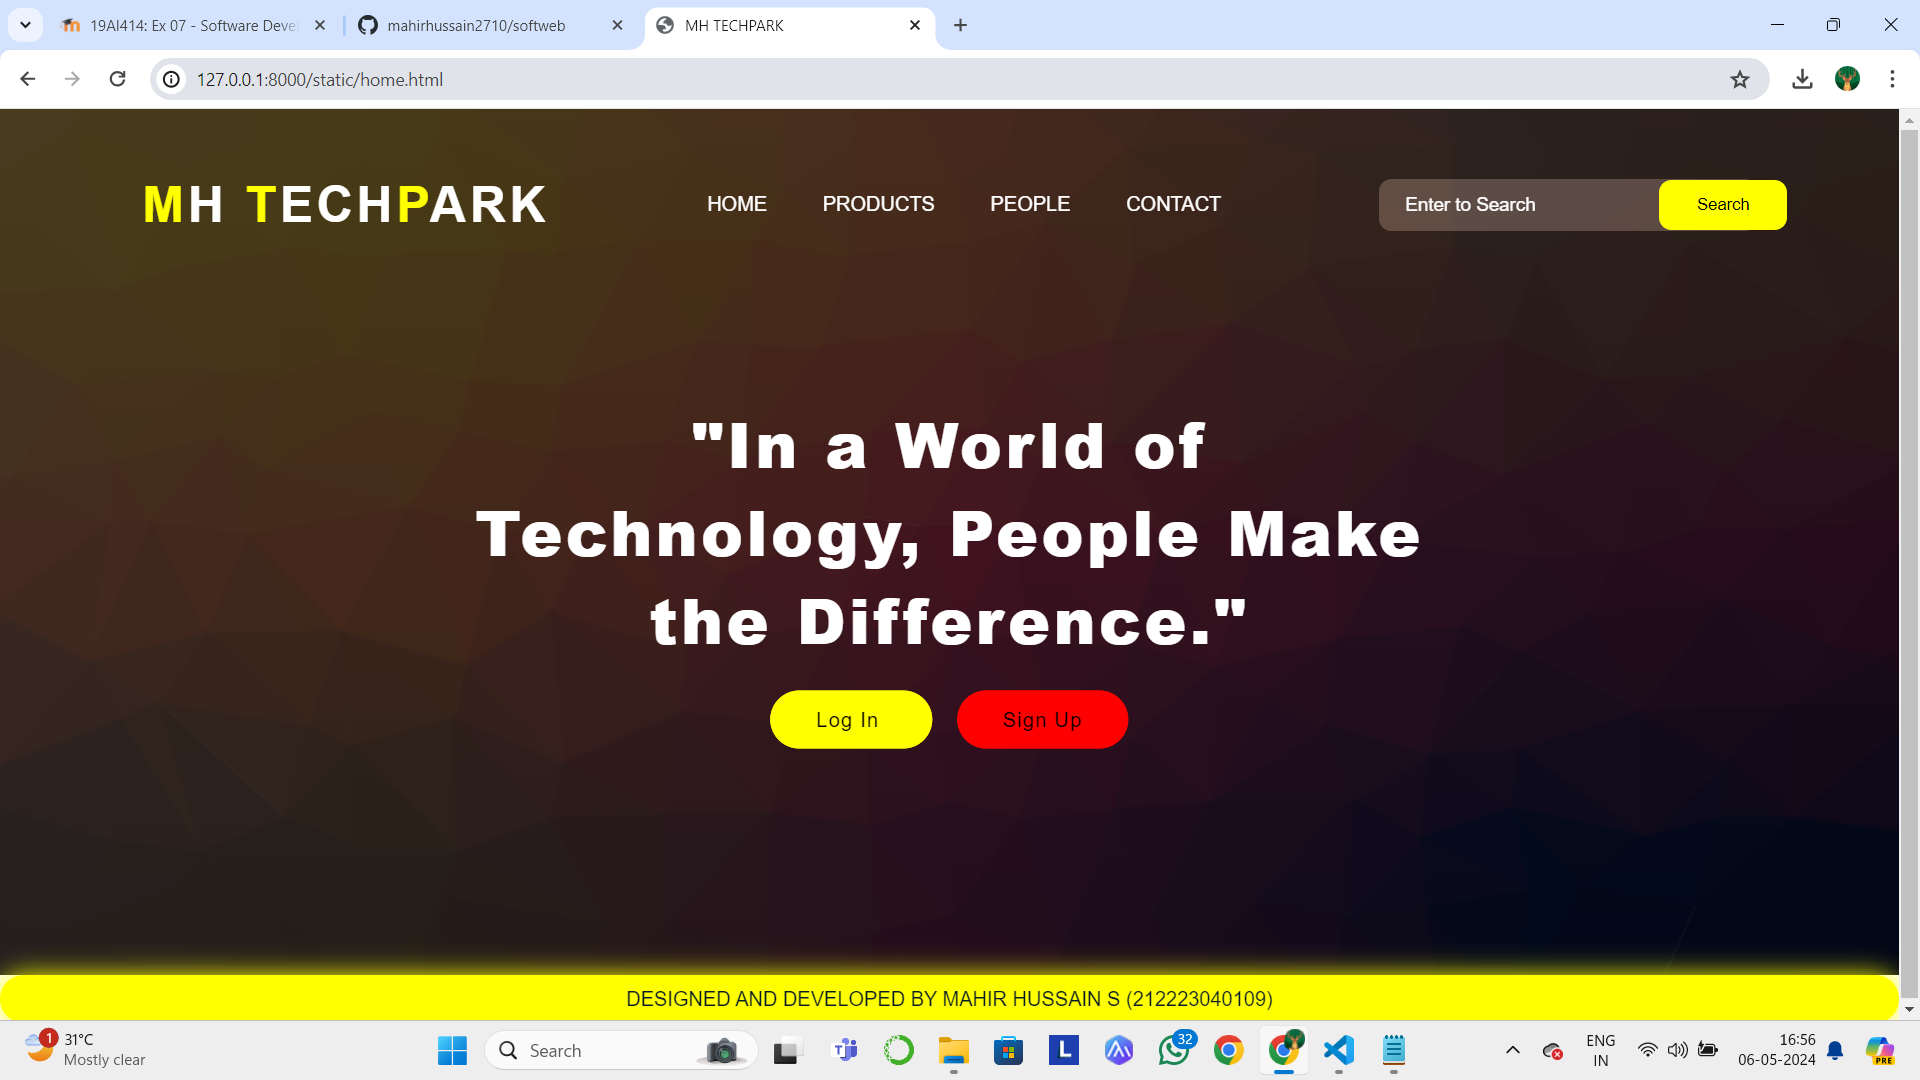 19AI414: Ex 07 - Software Deve
mahirhussain2710/softweb
MH TECHPARK
127.0.0.1:8000/static/home.html
MH TECHPARK
HOME
PRODUCTS
PEOPLE
CONTACT
Enter to Search
Search
"In a World of
Technology, People Make
the Difference."
Log In
Sign Up
DESIGNED AND DEVELOPED BY MAHIR HUSSAIN S (212223040109)
1
31°C
Mostly clear
Search
L
32
PRE
ENG
IN
16:56
06-05-2024